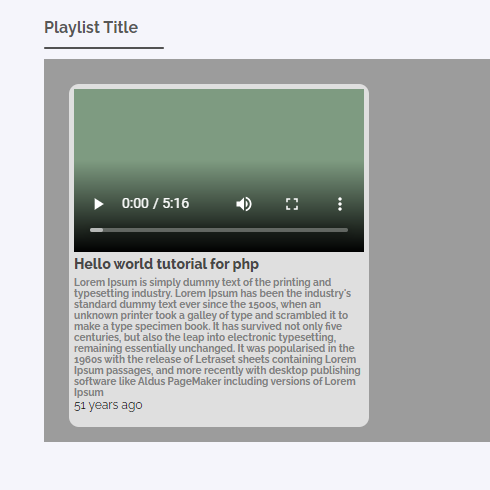 Playlist Title
0:00 / 5:16
Hello world tutorial for php
Lorem Ipsum is simply dummy text of the printing and
typesetting industry. Lorem Ipsum has been the industry's
standard dummy text ever since the 1500s, when an
unknown printer took a galley of type and scrambled it to
make a type specimen book. It has survived not only five
centuries, but also the leap into electronic typesetting,
remaining essentially unchanged. It was popularised in the
1960s with the release of Letraset sheets containing Lorem
Ipsum passages, and more recently with desktop publishing
software like Aldus PageMaker including versions of Lorem
Ipsum
51 years ago